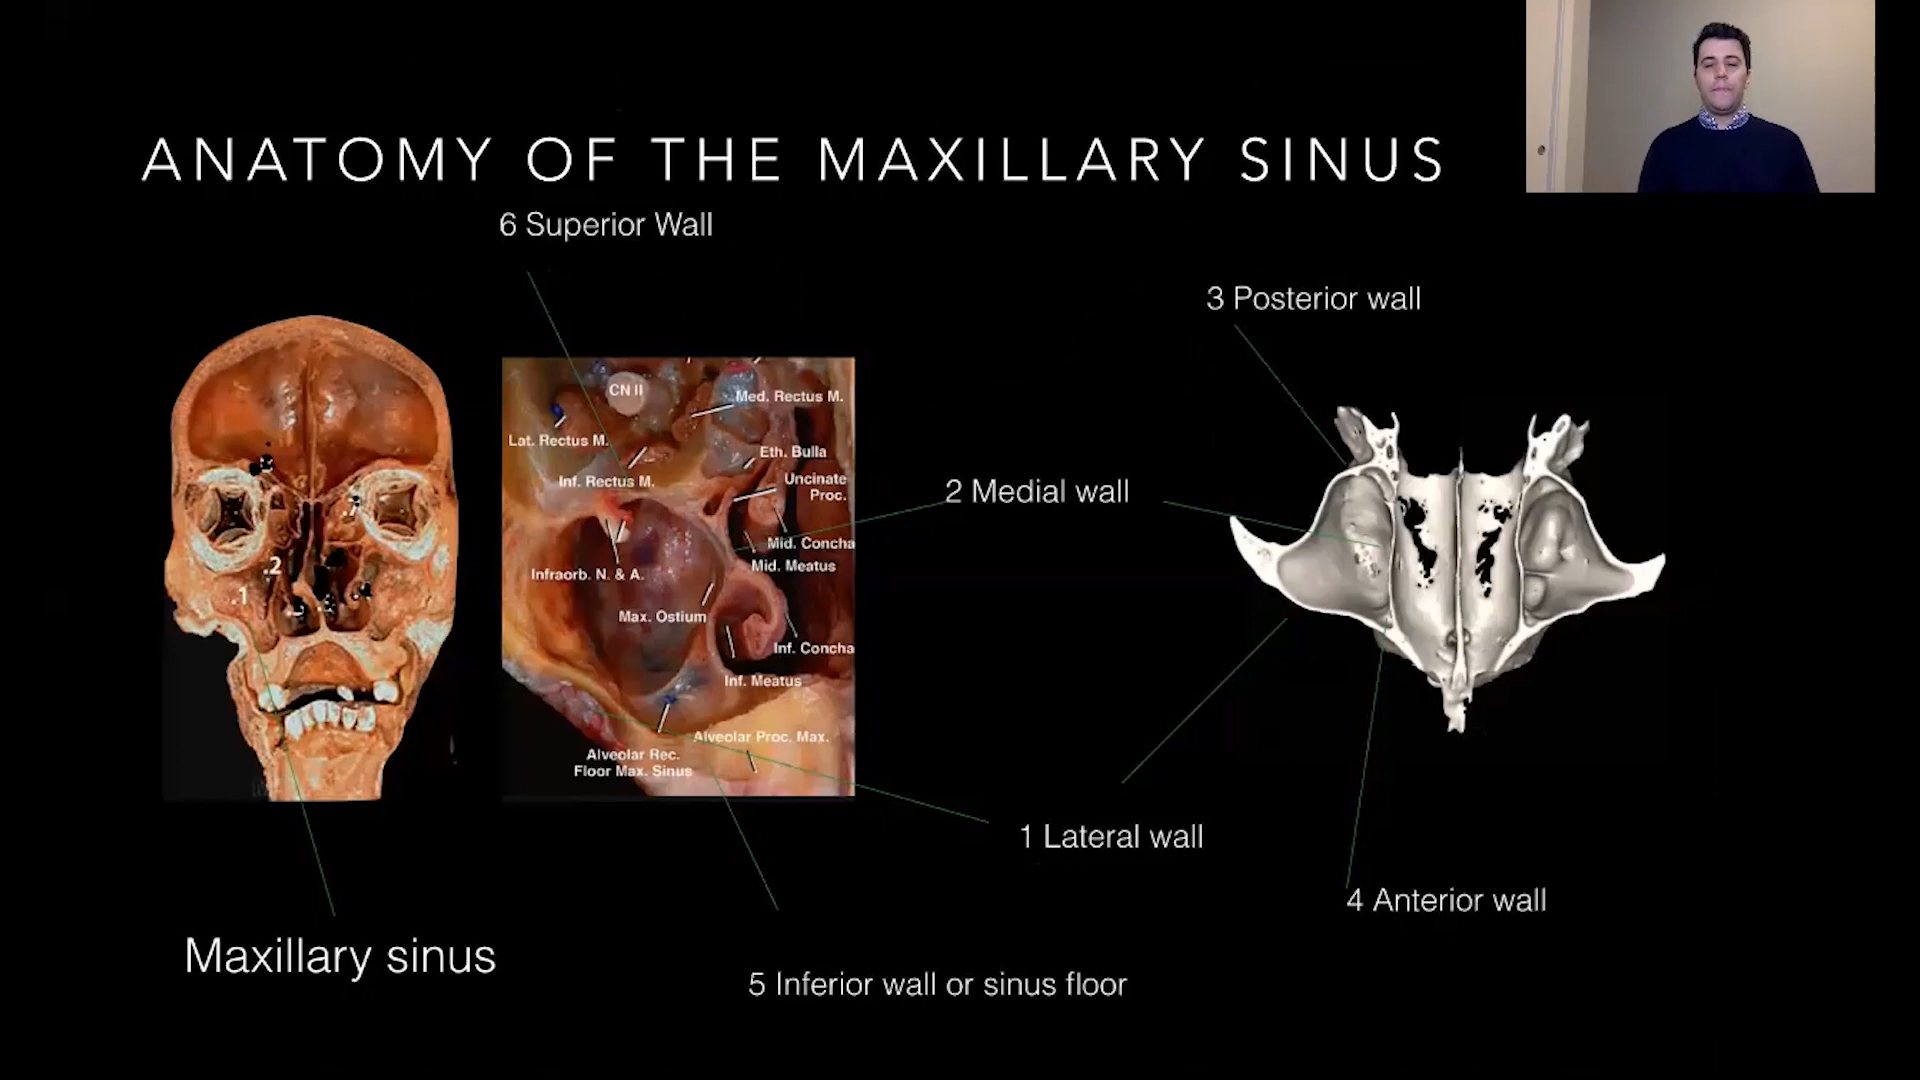 ANATOMY OF THE MAXILLARY SINUS
6 Superior Wall
3 Posterior wall
CN II
Med. Rectus M.
Lat. Rectus M.
Eth. Bulla
Inf. Rectus M.
Uncinate
Proc.
2 Medial wall
Mid. Concha
Mid. Meatus
Infraorb. N. & A.
Max. Ostium
Inf. Concha
Inf. Meatus
Alveolar Proc. Max.
Alveolar Rec.
Floor Max. Sinus
.2
.1
1 Lateral wall
4 Anterior wall
Maxillary sinus
5 Inferior wall or sinus floor